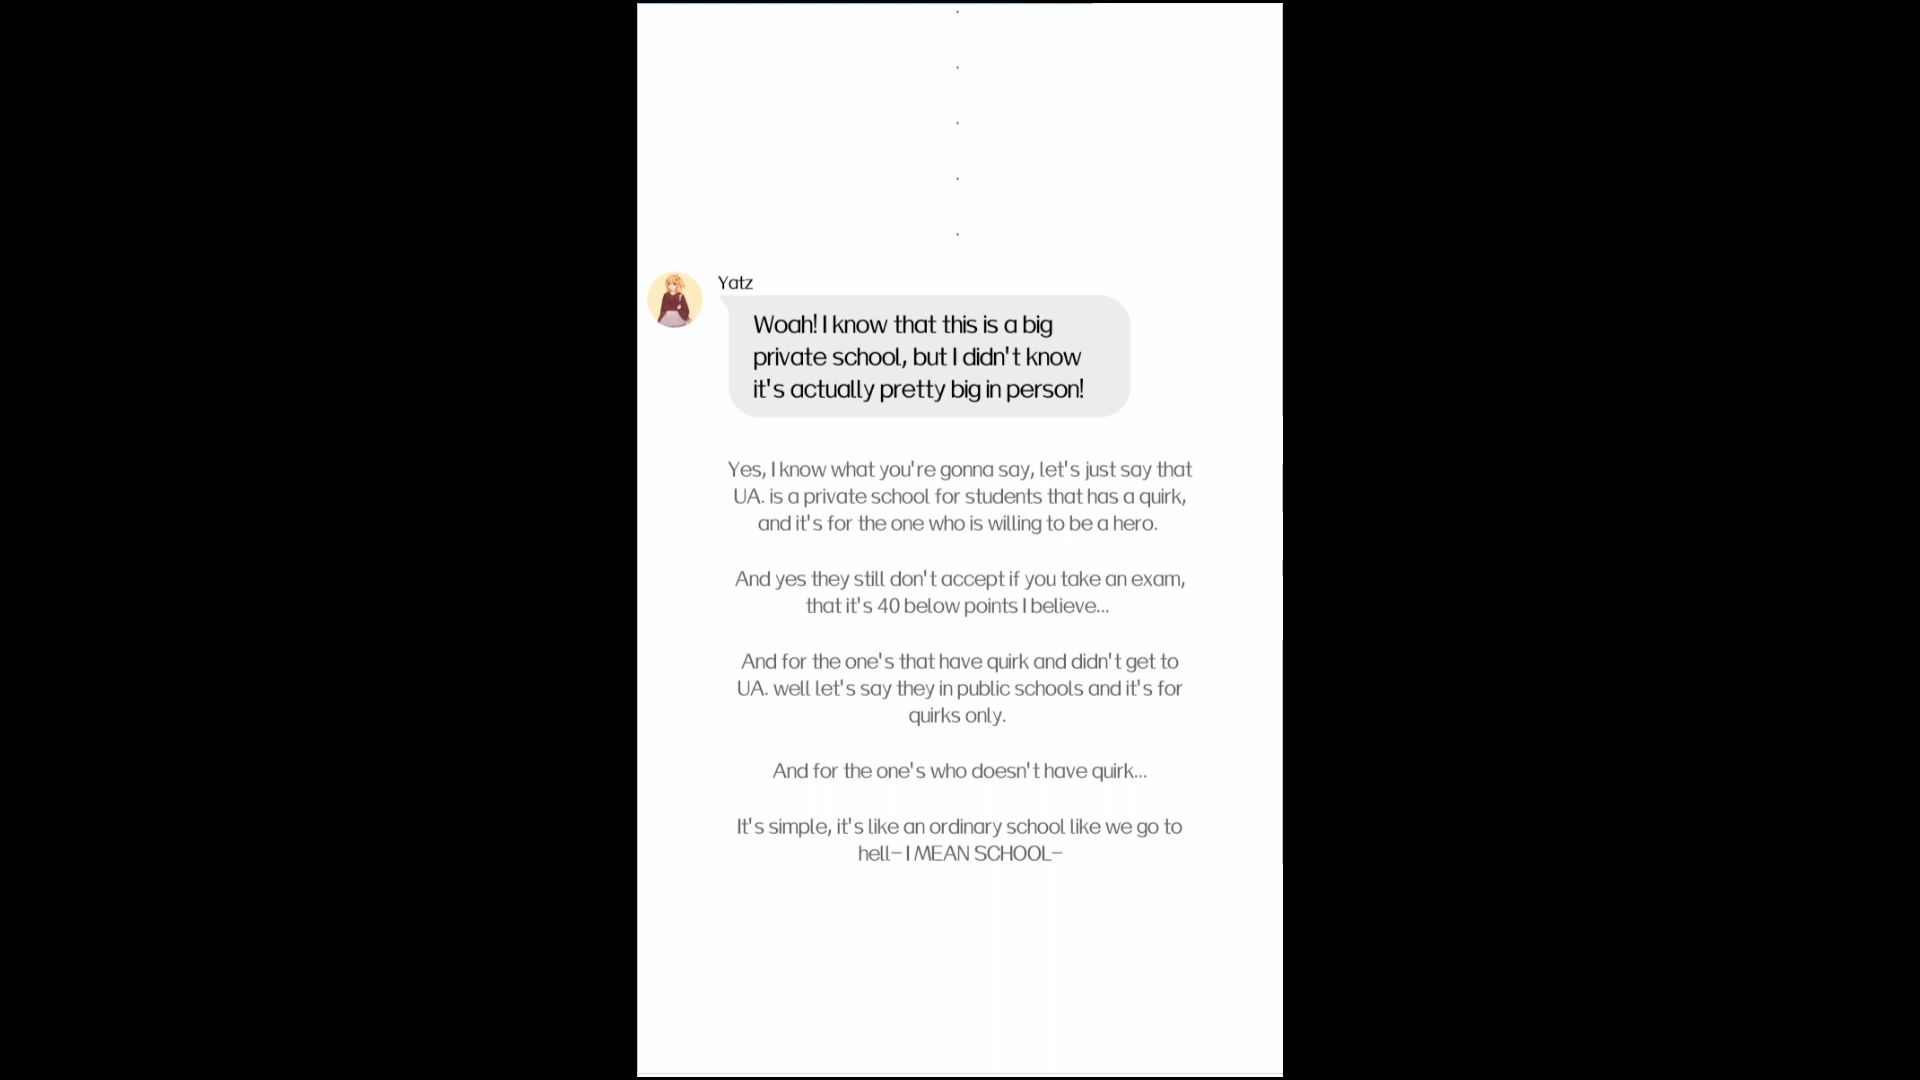 .
.
.
.
.
Yatz
Woah! I know that this is a big
private school, but I didn't know
it's actually pretty big in person!
Yes, I know what you're gonna say, let's just say that
UA. is a private school for students that has a quirk,
and it's for the one who is willing to be a hero.
And yes they still don't accept if you take an exam,
that it's 40 below points I believe...
And for the one's that have quirk and didn't get to
UA. well let's say they in public schools and it's for
quirks only.
And for the one's who doesn't have quirk...
It's simple, it's like an ordinary school like we go to
hell- I MEAN SCHOOL-